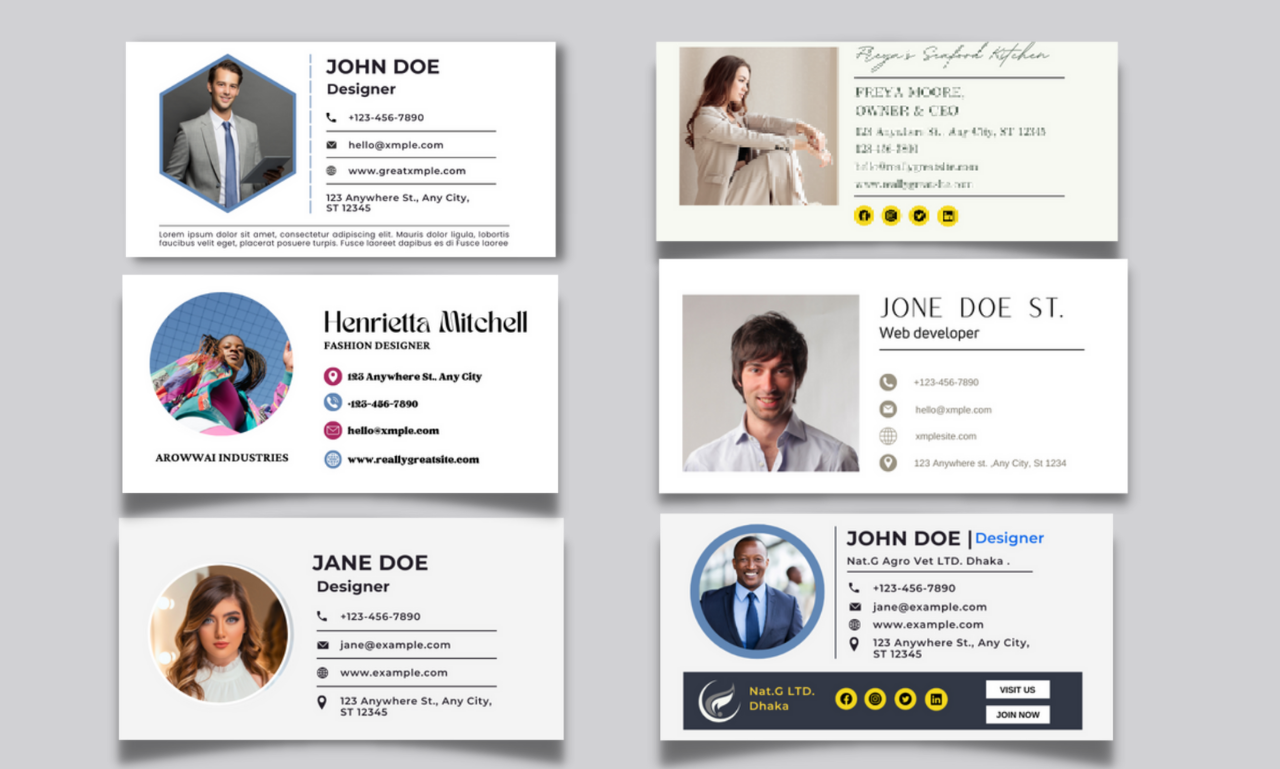 JOHN DOE
Designer
+123-456-7890
hello@xmple.com
www.greatxmple.com
123 Anywhere St., Any City,
ST 12345
Lorem ipsum dolor sit amet, consectetur adipiscing elit. Mauris dolor ligula, lobortis
faucibus velit eget, placerat posuere turpis. Fusce laoreet dapibus es di Fusce laoree
Freya's Seafood Kitchen
FREYA MOORE,
OWNER & CEO
123 Anywhere St., Any City, ST 12345
123-456-7890
hello@reallygreatsite.com
www.reallygreatsite.com
Henrietta Mitchell
FASHION DESIGNER
123 Anywhere St., Any City
+123-456-7890
hello@xmple.com
www.reallygreatsite.com
AROWWAI INDUSTRIES
JONE DOE ST.
Web developer
+123-456-7890
hello@xmple.com
xmplesite.com
123 Anywhere st. ,Any City, St 1234
JANE DOE
Designer
+123-456-7890
jane@example.com
www.example.com
123 Anywhere St., Any City,
ST 12345
JOHN DOE | Designer
Nat.G Agro Vet LTD. Dhaka .
+123-456-7890
jane@example.com
www.example.com
123 Anywhere St., Any City,
ST 12345
Nat.G LTD.
Dhaka
VISIT US
JOIN NOW